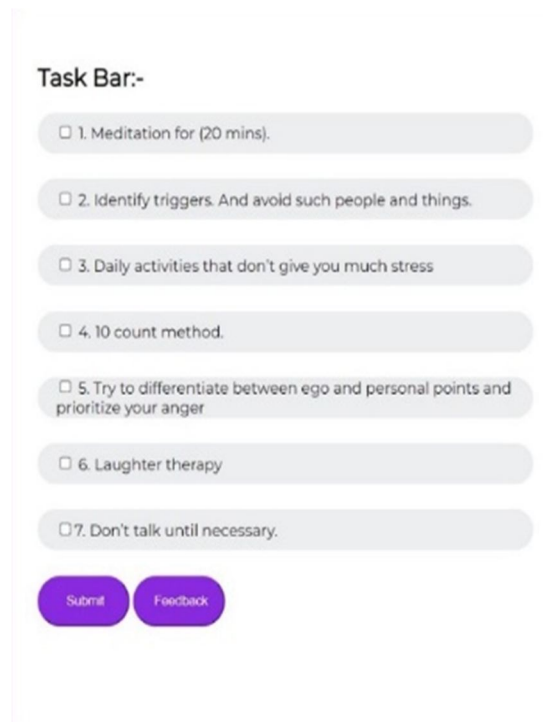 Task Bar:-
1. Meditation for (20 mins).
2. Identify triggers. And avoid such people and things.
3. Daily activities that don't give you much stress
4. 10 count method.
5. Try to differentiate between ego and personal points and
prioritize your anger
6. Laughter therapy
7. Don't talk until necessary.
Submit Feedback